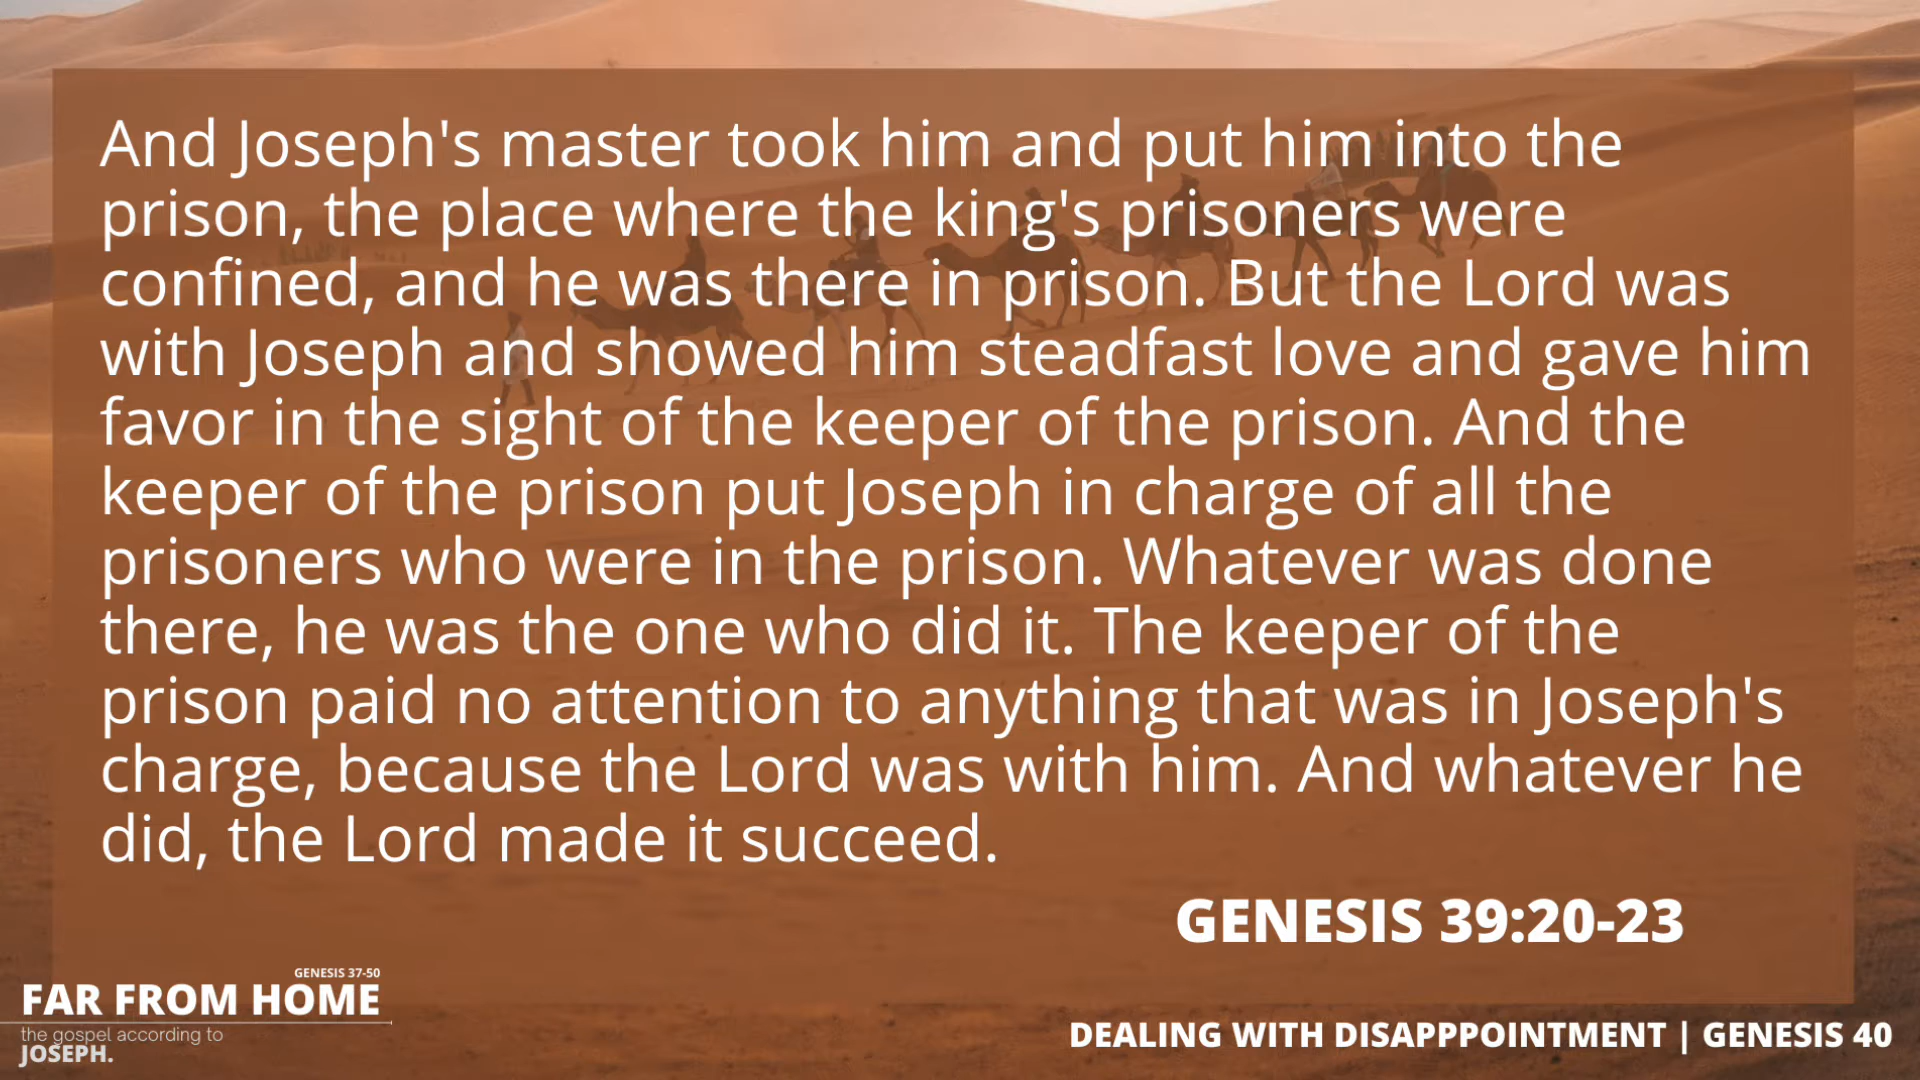 And Joseph's master took him and put him into the
prison, the place where the king's prisoners were
confined, and he was there in prison. But the Lord was
with Joseph and showed him steadfast love and gave him
favor in the sight of the keeper of the prison. And the
keeper of the prison put Joseph in charge of all the
prisoners who were in the prison. Whatever was done
there, he was the one who did it. The keeper of the
prison paid no attention to anything that was in Joseph's
charge, because the Lord was with him. And whatever he
did, the Lord made it succeed.
GENESIS 39:20-23
GENESIS 37-50
FAR FROM HOME
the gospel according to
JOSEPH.
DEALING WITH DISAPPPOINTMENT | GENESIS 40